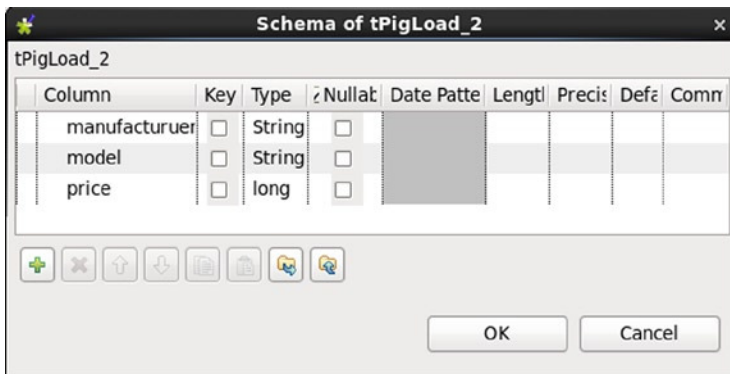 Schema of tPigLoad_2
tPigLoad_2
Column Key Type Nullab Date Patte Lengtl Precis Defa Comm
manufacturuer String
model String
price long
OK Cancel